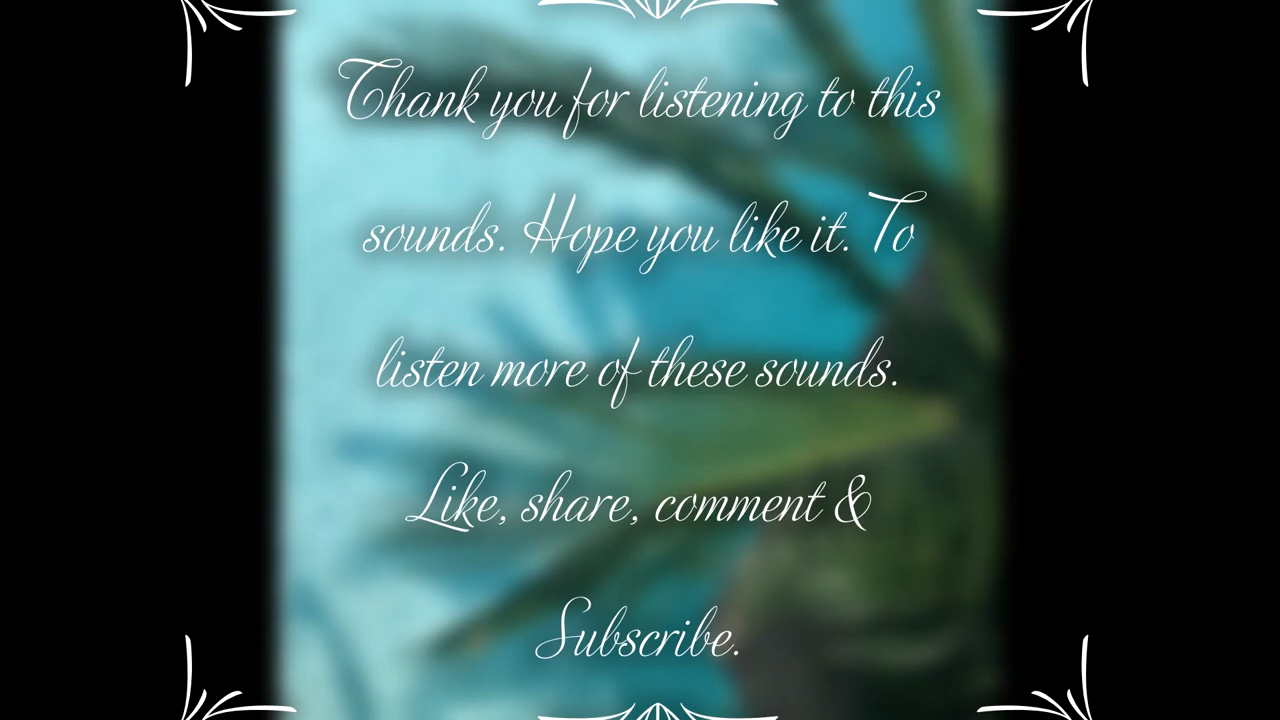 Thank you for listening to this
sounds. Hope you like it. To
listen more of these sounds.
Like, share, comment &
Subscribe.